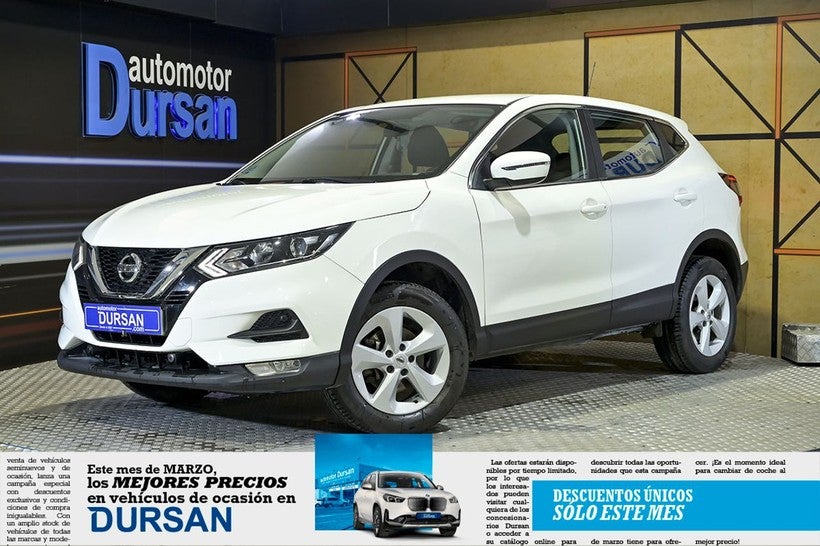 automotor
Dursan
automotor
DURSAN
.com
venta de vehículos
seminuevos y de
ocasión, lanza una
campaña especial
con descuentos
exclusivos y condi-
ciones de compra
inigualables. Con
un amplio stock de
vehículos de todas
las marcas y mode-
Este mes de MARZO,
los MEJORES PRECIOS
en vehículos de ocasión en
DURSAN
automotor Dursan
Las ofertas estarán dispo-
nibles por tiempo limitado,
por lo que
los interesa-
dos pueden
visitar cual-
quiera de los
concesiona-
rios Dursan
o acceder a
su catálogo
online para
descubrir todas las oportu-
nidades que esta campaña
de marzo tiene para ofre-
cer. ¡Es el momento ideal
para cambiar de coche al
mejor precio!
DESCUENTOS ÚNICOS
SÓLO ESTE MES